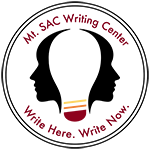 Mt. SAC Writing Center
Write Here. Write Now.